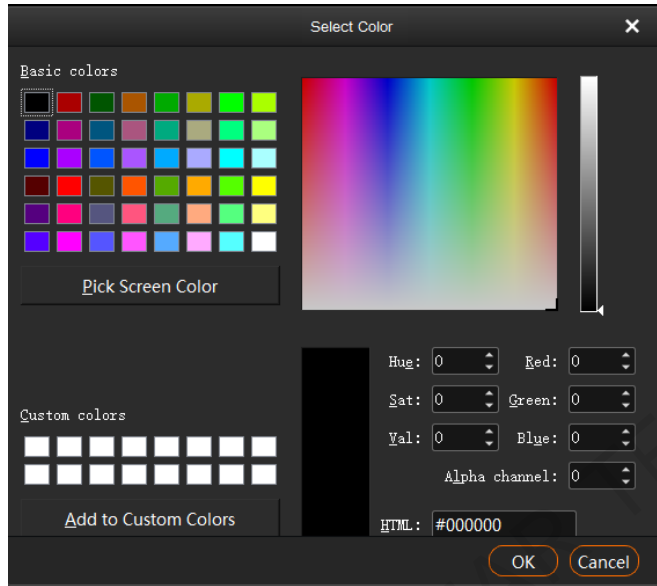 Select Color
Basic colors
Pick Screen Color
Hue: 0 Red: 0
Sat: 0 Green: 0
Val: 0 Blue: 0
Alpha channel: 0
HTML: #000000
Custom colors
Add to Custom Colors
OK Cancel